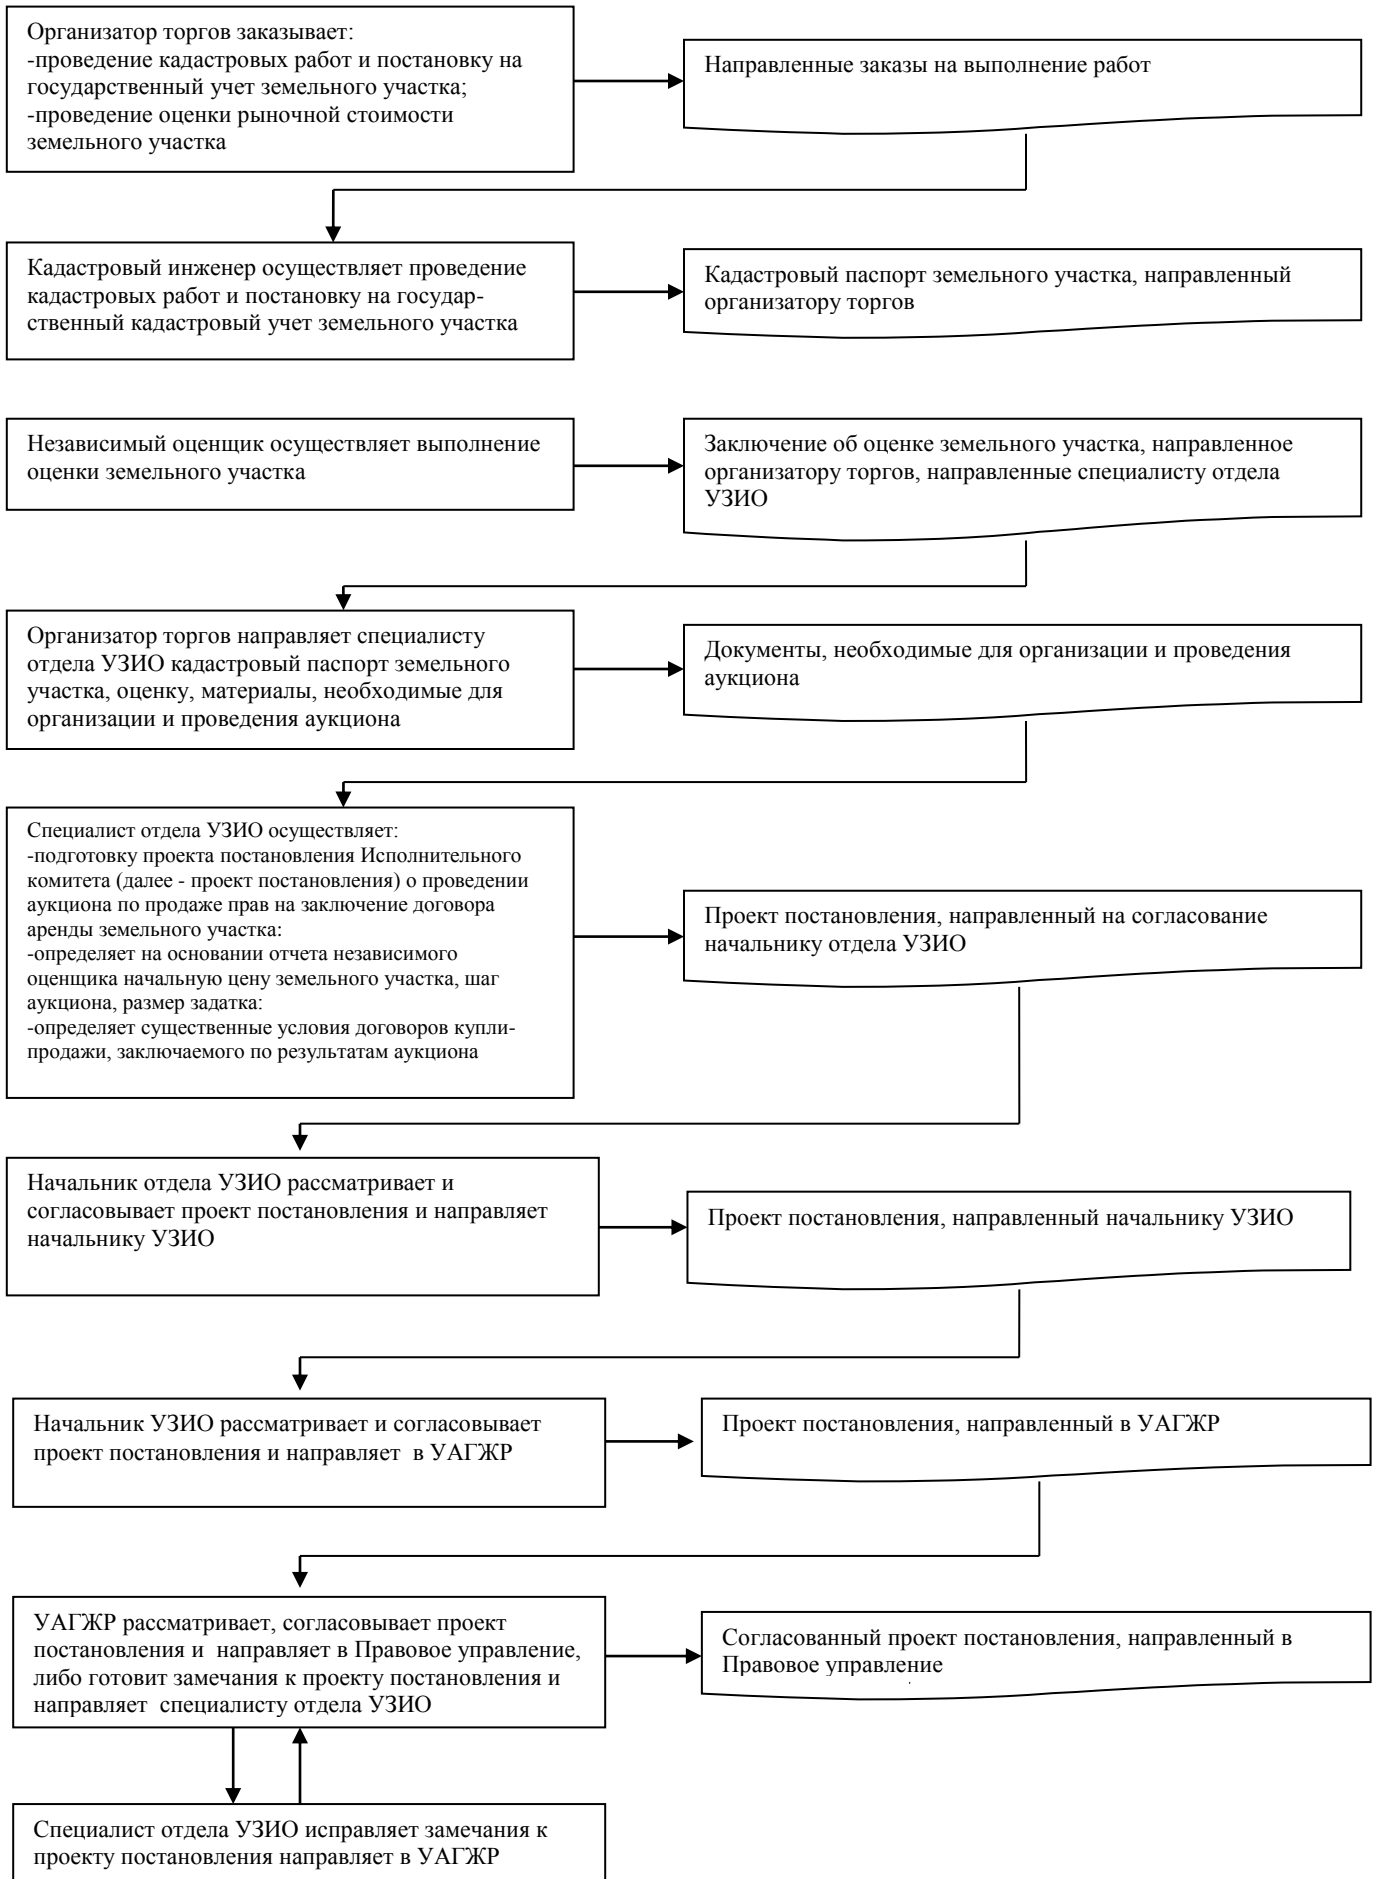 Организатор торгов заказывает:
-проведение кадастровых работ и постановку на
государственный учет земельного участка;
-проведение оценки рыночной стоимости
земельного участка
Направленные заказы на выполнение работ
Кадастровый инженер осуществляет проведение
кадастровых работ и постановку на государ-
ственный кадастровый учет земельного участка
Кадастровый паспорт земельного участка, направленный
организатору торгов
Независимый оценщик осуществляет выполнение
оценки земельного участка
Заключение об оценке земельного участка, направленное
организатору торгов, направленные специалисту отдела
УЗИО
Организатор торгов направляет специалисту
отдела УЗИО кадастровый паспорт земельного
участка, оценку, материалы, необходимые для
организации и проведения аукциона
Документы, необходимые для организации и проведения
аукциона
Специалист отдела УЗИО осуществляет:
-подготовку проекта постановления Исполнительного
комитета (далее - проект постановления) о проведении
аукциона по продаже прав на заключение договора
аренды земельного участка:
-определяет на основании отчета независимого
оценщика начальную цену земельного участка, шаг
аукциона, размер задатка:
-определяет существенные условия договоров купли-
продажи, заключаемого по результатам аукциона
Проект постановления, направленный на согласование
начальнику отдела УЗИО
Начальник отдела УЗИО рассматривает и
согласовывает проект постановления и направляет
начальнику УЗИО
Проект постановления, направленный начальнику УЗИО
Начальник УЗИО рассматривает и согласовывает
проект постановления и направляет  в УАГЖР
Проект постановления, направленный в УАГЖР
УАГЖР рассматривает, согласовывает проект
постановления и  направляет в Правовое управление,
либо готовит замечания к проекту постановления и
направляет  специалисту отдела УЗИО
Согласованный проект постановления, направленный в
Правовое управление
Специалист отдела УЗИО исправляет замечания к
проекту постановления направляет в УАГЖР